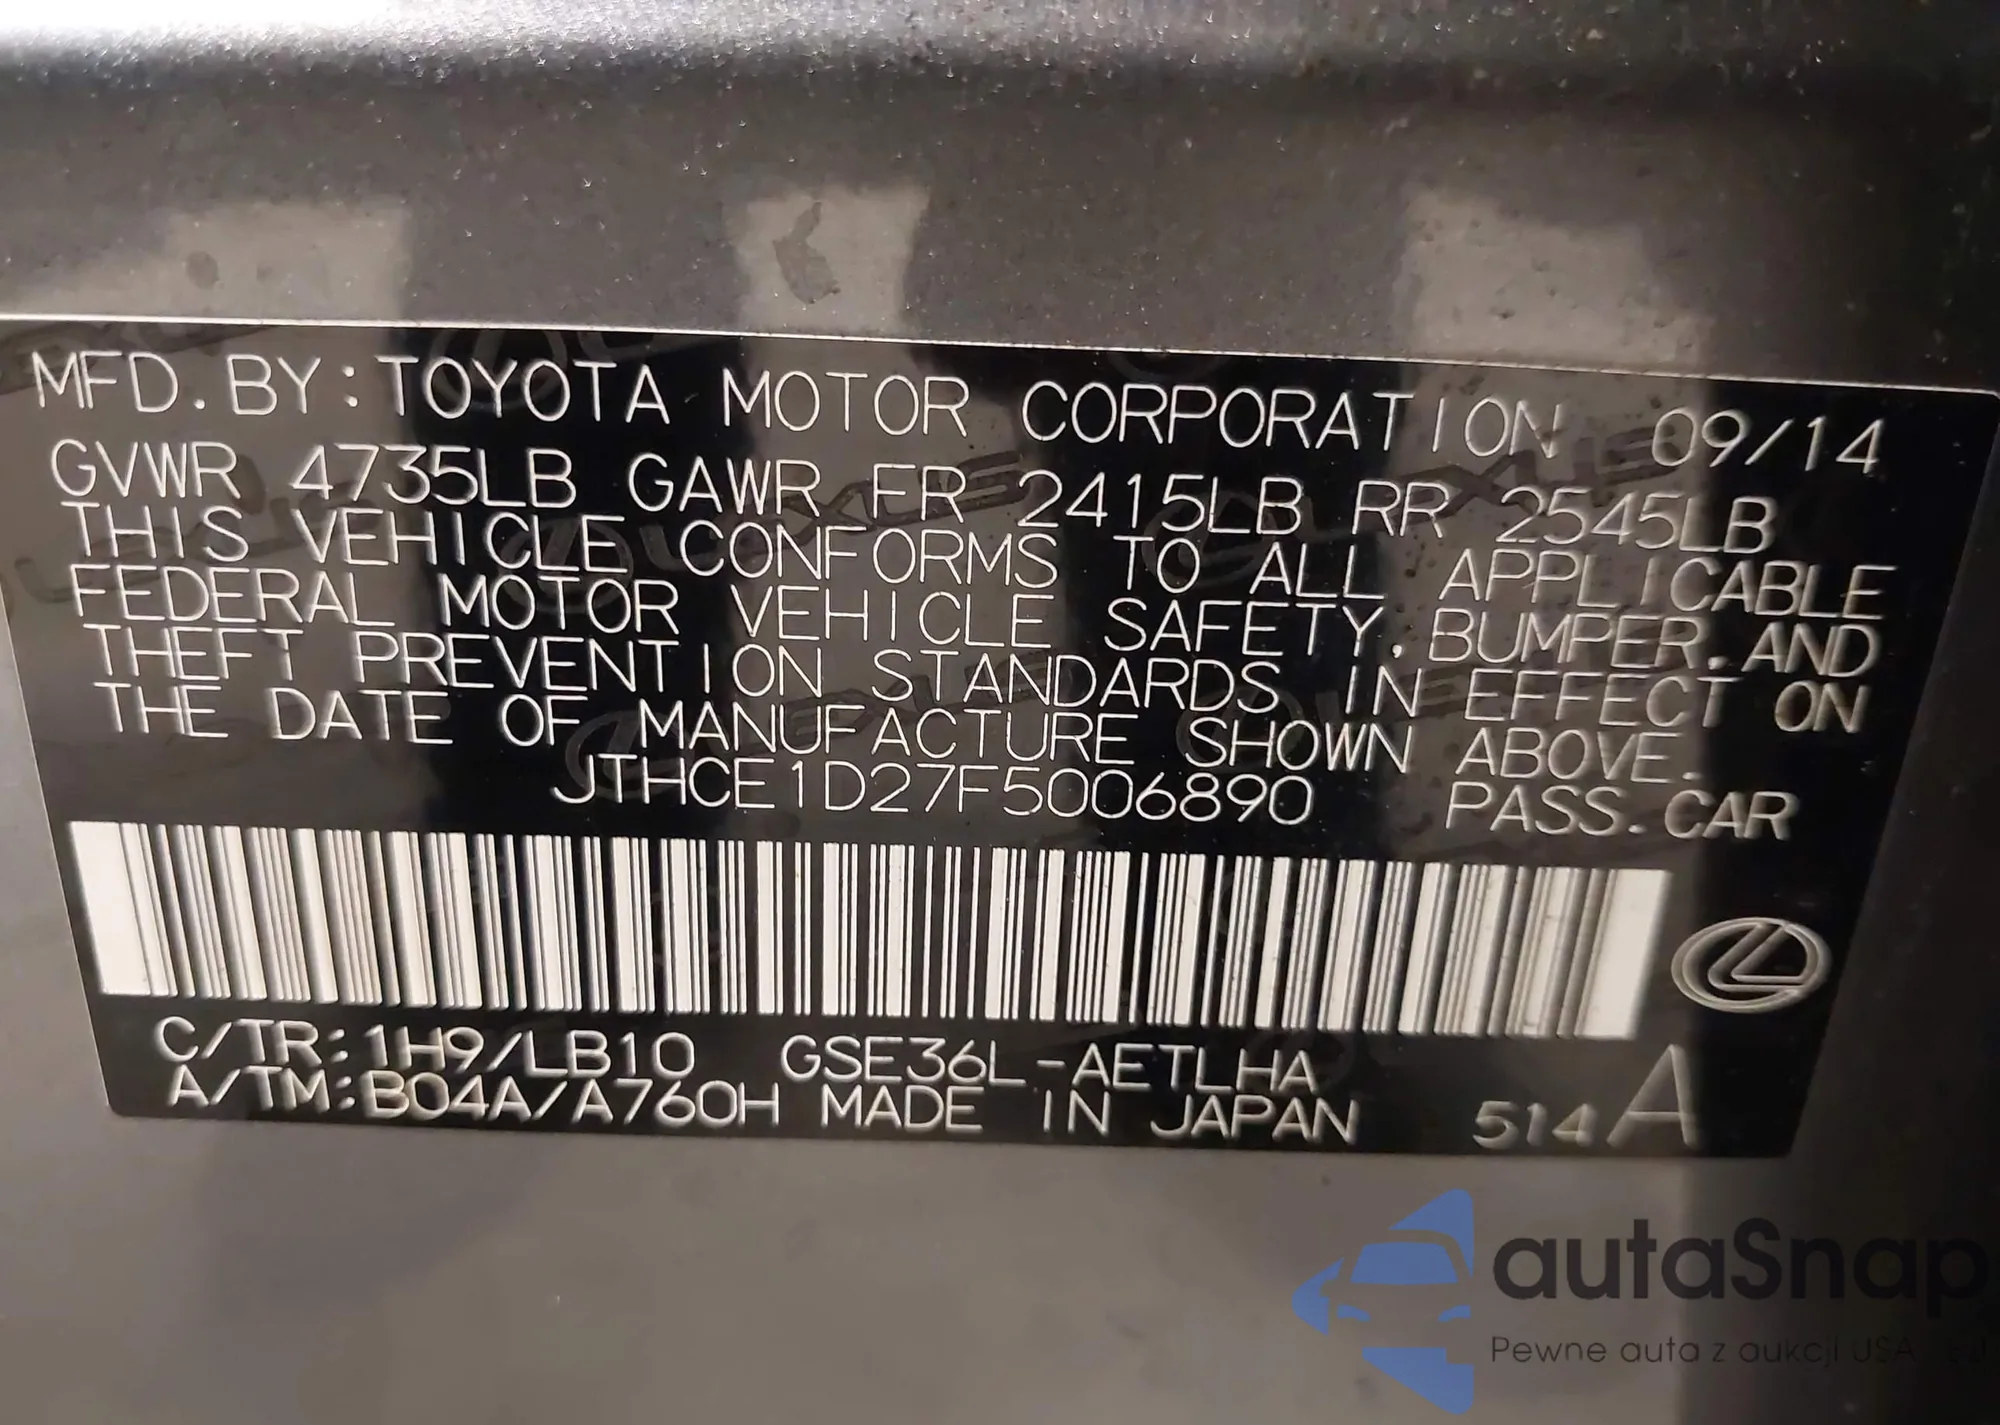 MFD. BY: TOYOTA MOTOR CORPORATION 09/14
GVWR 4735LB GAWR FR 2415LB RR 2545LB
THIS VEHICLE CONFORMS TO ALL APPLICABLE
FEDERAL MOTOR VEHICLE SAFETY, BUMPER, AND
THEFT PREVENTION STANDARDS IN EFFECT ON
THE DATE OF MANUFACTURE SHOWN ABOVE.
JTHCE1D27F5006890 PASS. CAR
C/TR: 1H9/LB10 GSE36L-AETLHA
A/TM: B04A/A760H MADE IN JAPAN 514 A
autaSnap
Pewne auta z aukcji USA